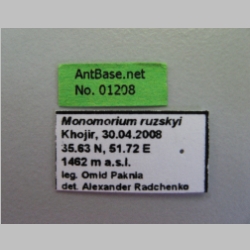 AntBase.net
No. 01208
Monomorium ruzskyi
Khojir, 30.04.2008
35.63 N, 51.72 E
1462 m a.s.l.
leg. Omid Paknia
det. Alexander Radchenko